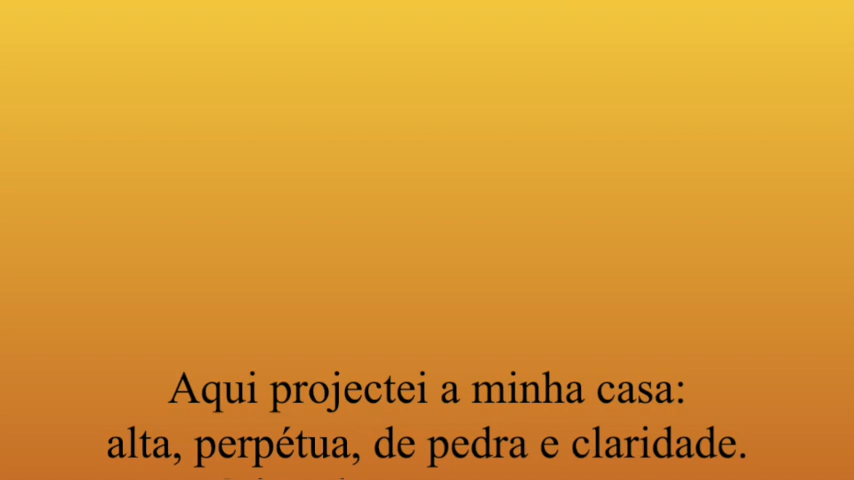 Aqui projectei a minha casa:
alta, perpétua, de pedra e claridade.